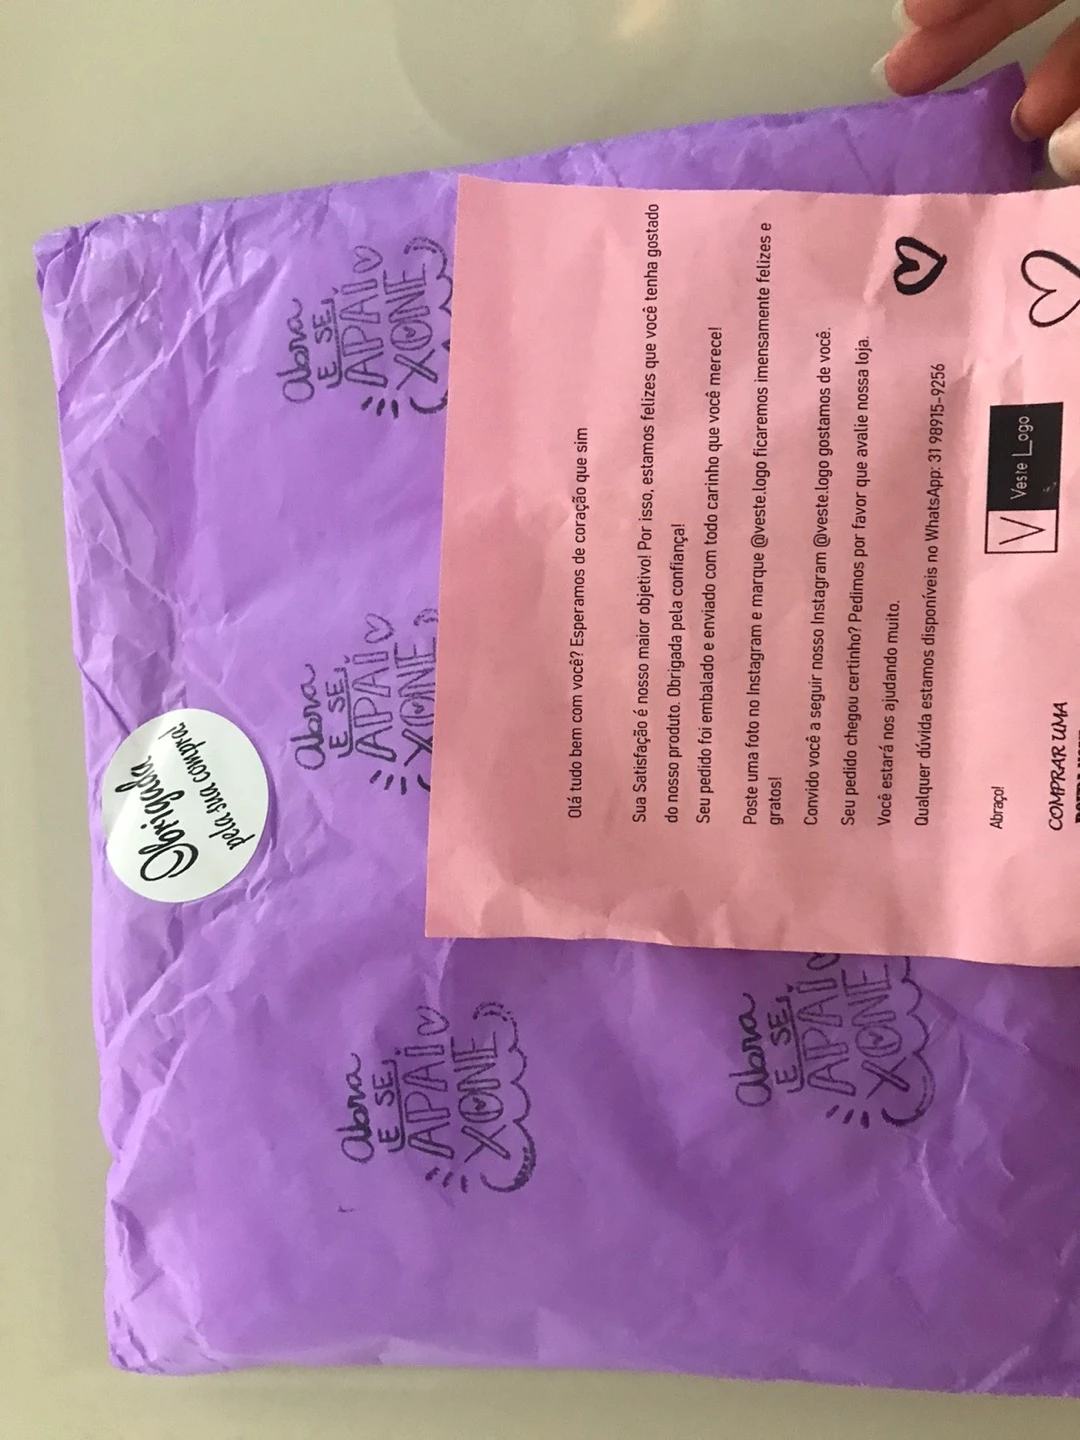 Obrigada
pela sua compra!
Abra
E SE
APAI
XONE
Abra
E SE
APAI
XONE
Abra
E SE
APAI
XONE
Abra
E SE
APAI
XONE
Olá tudo bem com você? Esperamos de coração que sim
Sua Satisfação é nosso maior objetivo! Por isso, estamos felizes que você tenha gostado
do nosso produto. Obrigada pela confiança!
Seu pedido foi embalado e enviado com todo carinho que você merece!
Poste uma foto no Instagram e marque @veste.logo ficaremos imensamente felizes e
gratos!
Convido você a seguir nosso Instagram @veste.logo gostamos de você.
Seu pedido chegou certinho? Pedimos por favor que avalie nossa loja.
Você estará nos ajudando muito.
Qualquer dúvida estamos disponíveis no WhatsApp: 31 98915-9256
Abraço!
V Veste Logo
COMPRAR UMA